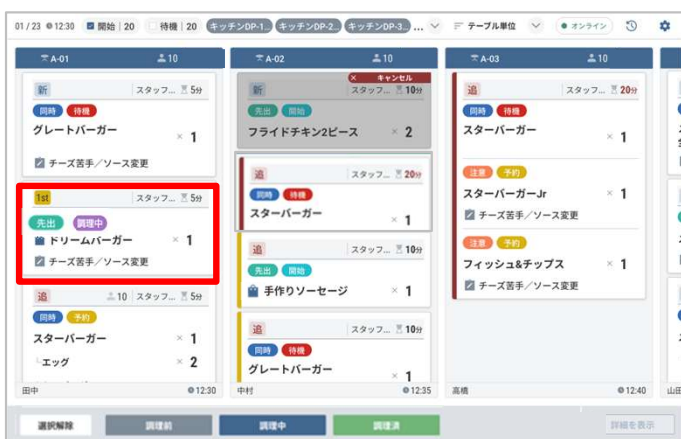 01/23 12:30 開始 | 20 待機 | 20 キッチンDP-1... キッチンDP-2... キッチンDP-3... ... テーブル単位 オンライン
A-01 10
新 スタッフ... 5分
同時 待機
グレートバーガー × 1
チーズ苦手／ソース変更
1st スタッフ... 5分
先出 調理中
ドリームバーガー × 1
チーズ苦手／ソース変更
追 10 スタッフ... 5分
同時 予約
スターバーガー × 1
└エッグ × 2
田中 12:30
A-02 10
× キャンセル
新 スタッフ... 10分
先出 開始
フライドチキン2ピース × 2
追 スタッフ... 20分
同時 待機
スターバーガー × 1
追 スタッフ... 10分
先出 開始
手作りソーセージ × 1
追 スタッフ... 10分
同時 待機
グレートバーガー × 1
中村 12:35
A-03 10
追 スタッフ... 20分
同時 待機
スターバーガー × 1
注意 予約
スターバーガーJr × 1
チーズ苦手／ソース変更
注意 予約
フィッシュ&チップス × 1
チーズ苦手／ソース変更
高橋 12:40
選択解除 調理前 調理中 調理済 詳細を表示